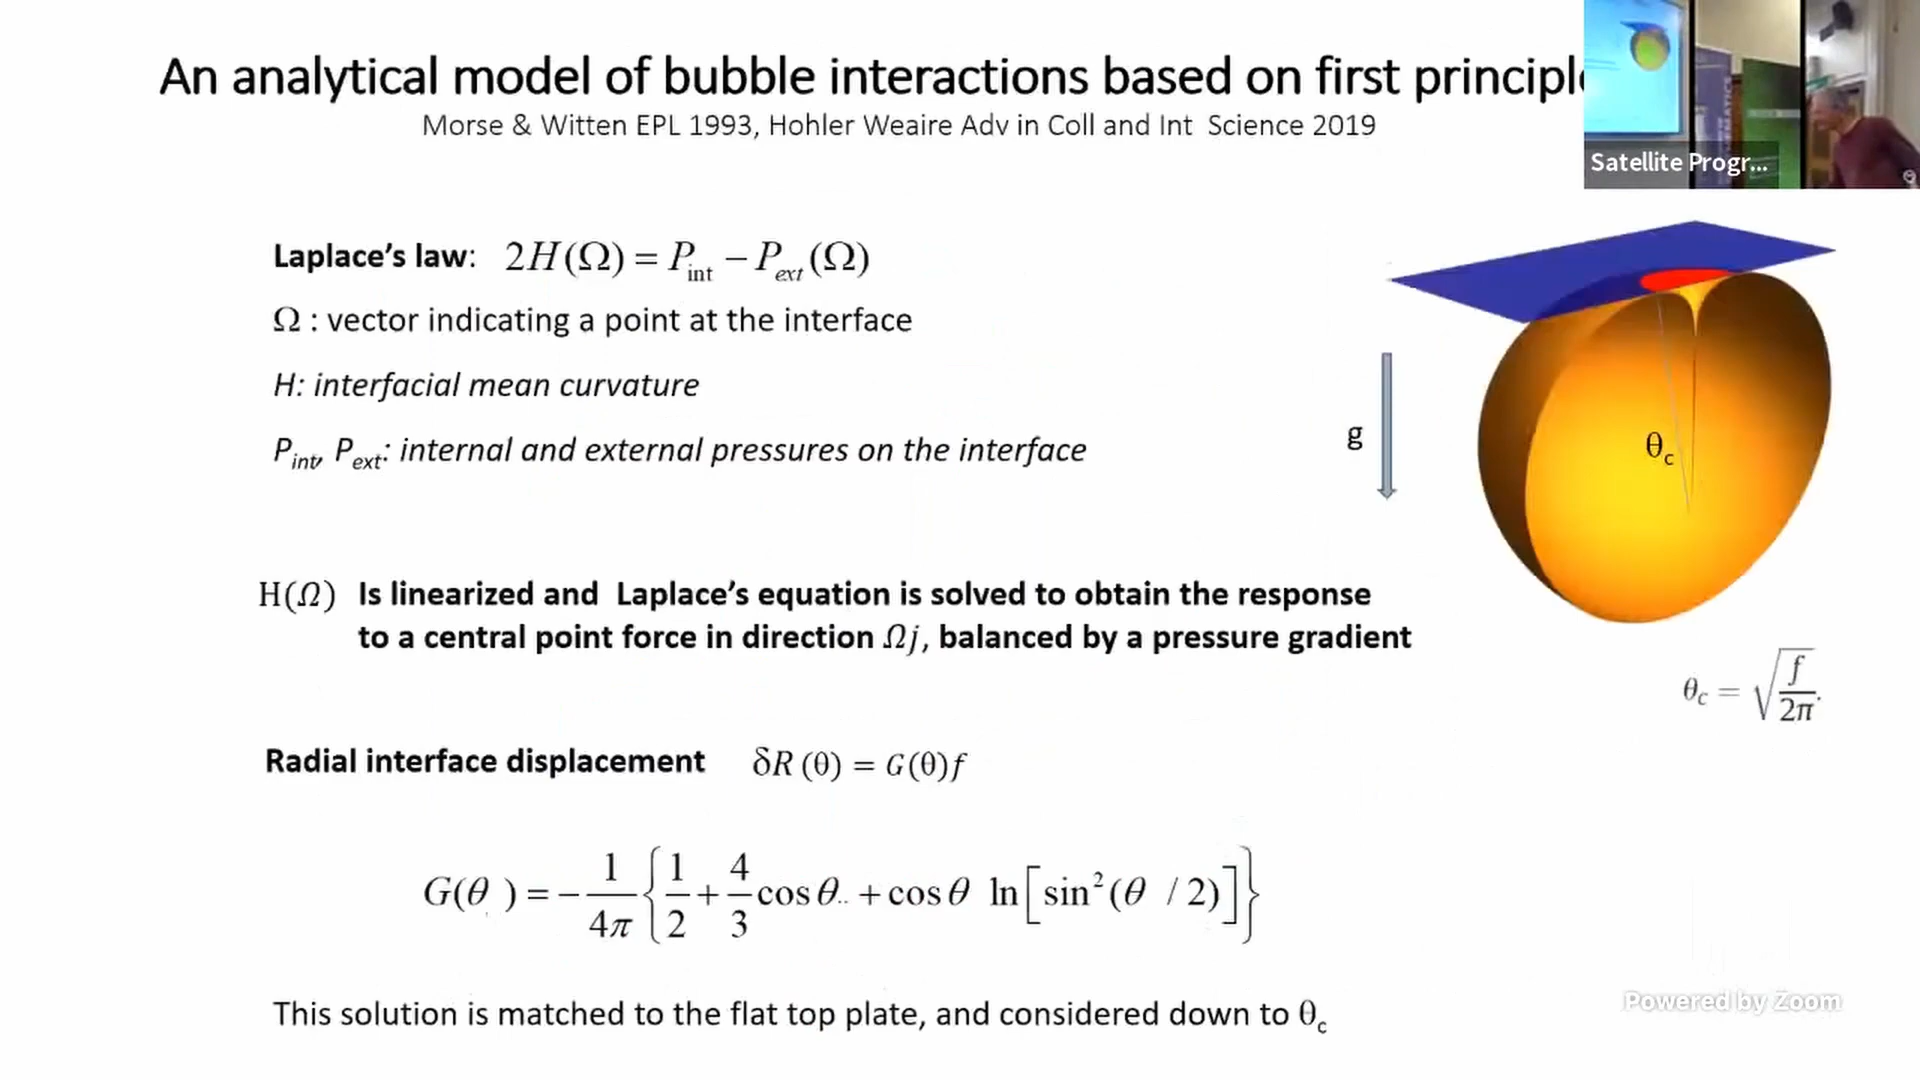 An analytical model of bubble interactions based on first principle
Morse & Witten EPL 1993, Hohler Weaire Adv in Coll and Int Science 2019
Satellite Progr...
Laplace’s law: 2H(Ω) = P_int − P_ext(Ω)
Ω : vector indicating a point at the interface
H: interfacial mean curvature
P_int, P_ext: internal and external pressures on the interface
g
θ_c
H(Ω) Is linearized and Laplace’s equation is solved to obtain the response
to a central point force in direction Ωj, balanced by a pressure gradient
θ_c = √(f/2π).
Radial interface displacement δR (θ) = G(θ)f
G(θ ) = −1/4π {1/2 + 4/3 cos θ.. + cos θ ln[sin²(θ /2)]}
This solution is matched to the flat top plate, and considered down to θ_c
Powered by Zoom